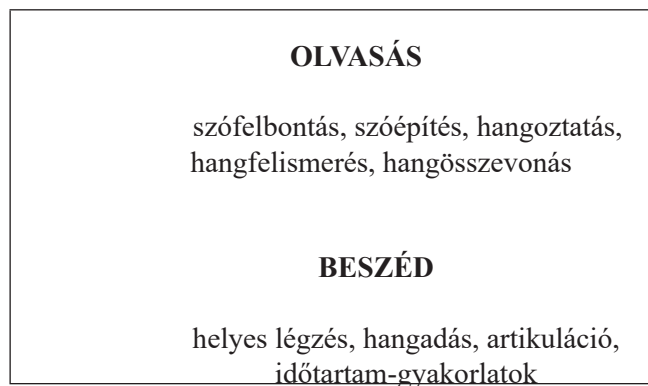 OLVASÁS
szófelbontás, szóépítés, hangoztatás,
hangfelismerés, hangösszevonás
BESZÉD
helyes légzés, hangadás, artikuláció,
időtartam-gyakorlatok